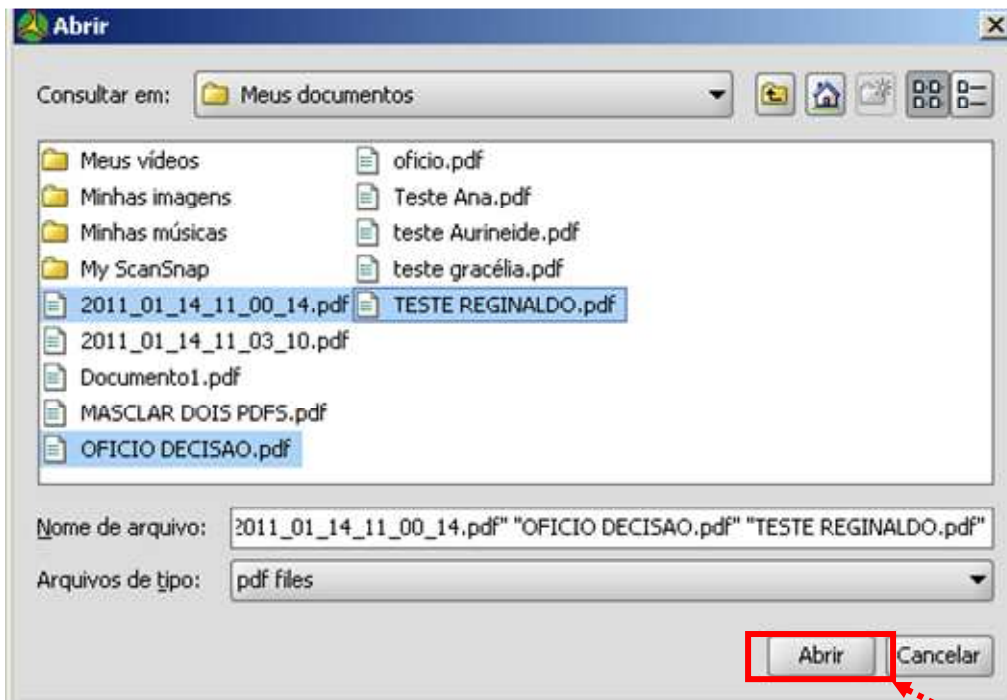 Abrir
Consultar em: Meus documentos
Meus vídeos
Minhas imagens
Minhas músicas
My ScanSnap
2011_01_14_11_00_14.pdf
2011_01_14_11_03_10.pdf
Documento1.pdf
MASCLAR DOIS PDFS.pdf
OFICIO DECISAO.pdf
oficio.pdf
Teste Ana.pdf
teste Aurineide.pdf
teste gracélia.pdf
TESTE REGINALDO.pdf
Nome de arquivo: 2011_01_14_11_00_14.pdf" "OFICIO DECISAO.pdf" "TESTE REGINALDO.pdf"
Arquivos de tipo: pdf files
Abrir Cancelar